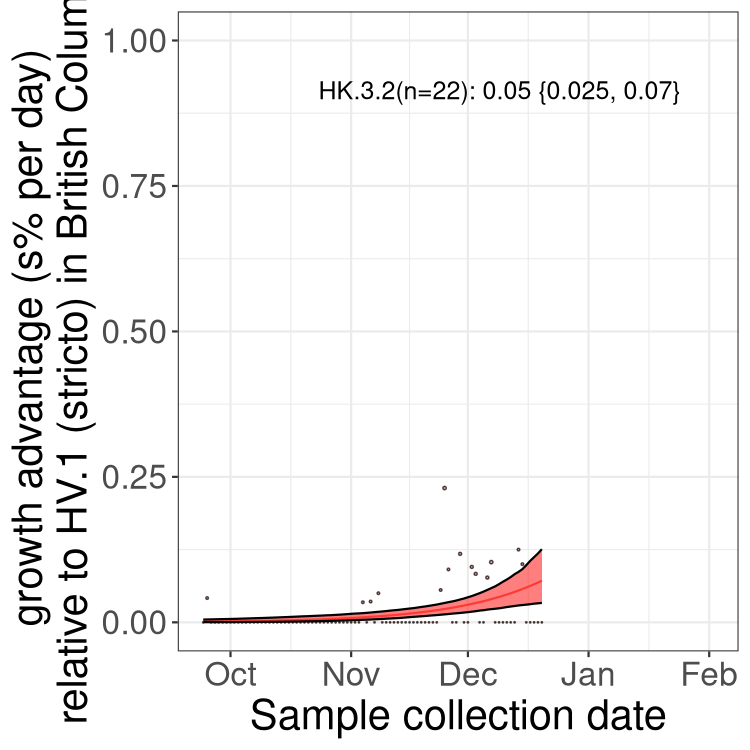 growth advantage (s% per day)
relative to HV.1 (stricto) in British Colum
1.00
0.75
0.50
0.25
0.00
HK.3.2(n=22): 0.05 {0.025, 0.07}
Oct Nov Dec Jan Feb
Sample collection date